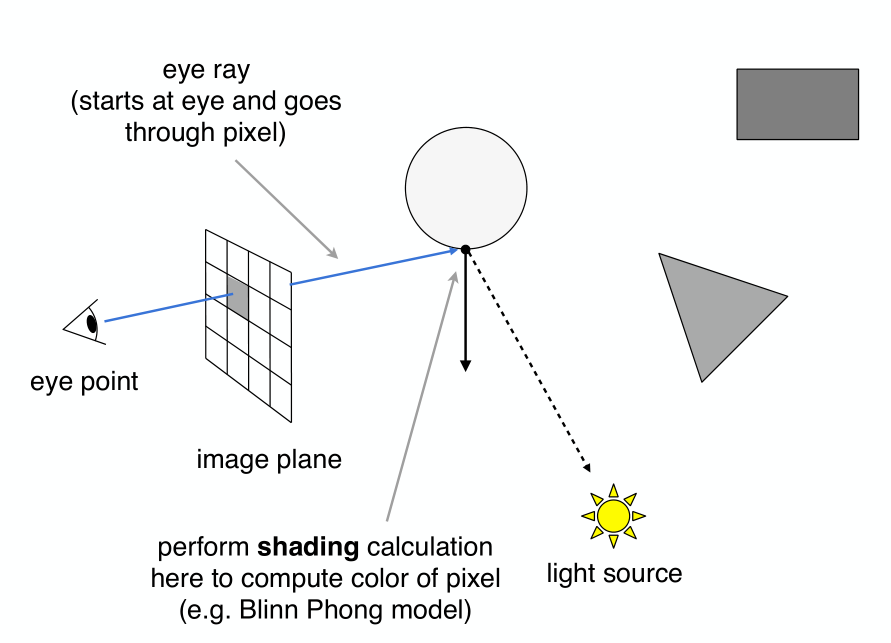 eye ray
(starts at eye and goes
through pixel)
eye point
image plane
perform shading calculation
here to compute color of pixel
(e.g. Blinn Phong model)
light source